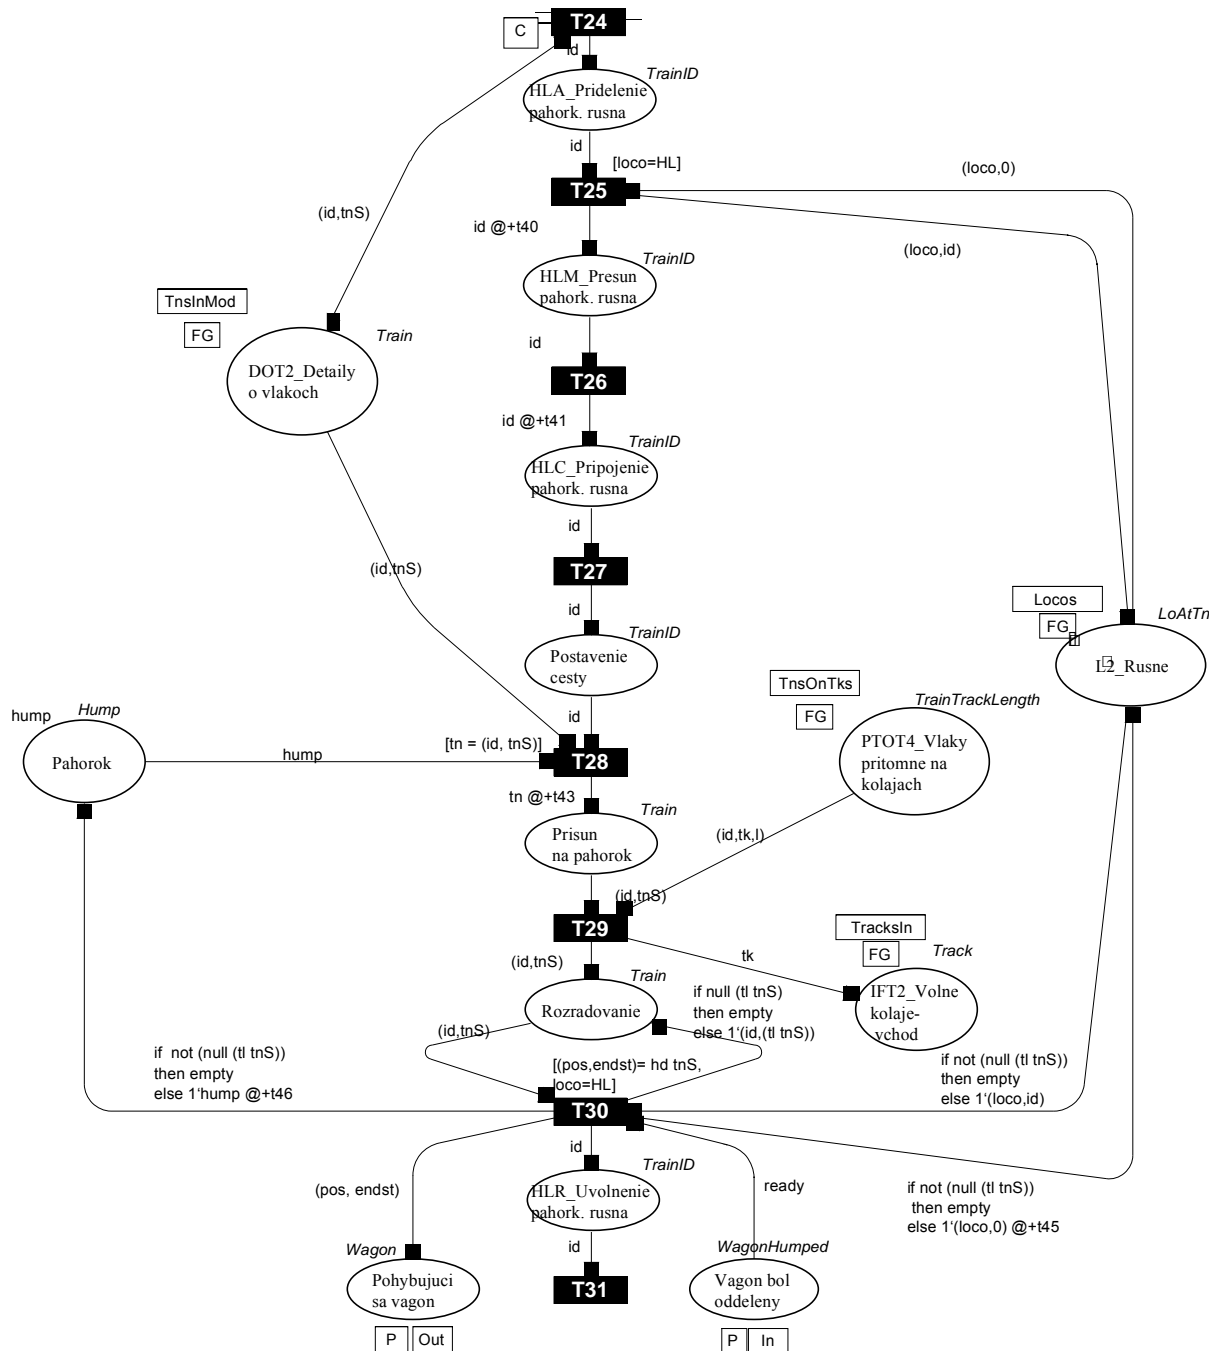 T24
C
id
TrainID
HLA_Pridelenie
pahork. rusna
id
[loco=HL]
T25
(loco,0)
(id,tnS)
id @+t40
(loco,id)
TrainID
HLM_Presun
pahork. rusna
TnsInMod
FG
Train
DOT2_Detaily
o vlakoch
id
T26
id @+t41
TrainID
HLC_Pripojenie
pahork. rusna
id
(id,tnS)
T27
id
Locos
FG
LoAtTn
L2_Rusne
TrainID
Postavenie
cesty
TnsOnTks
FG
TrainTrackLength
PTOT4_Vlaky
pritomne na
kolajach
id
hump
Hump
Pahorok
hump
[tn = (id, tnS)]
T28
tn @+t43
Train
Prisun
na pahorok
(id,tk,l)
(id,tnS)
T29
TracksIn
FG
Track
IFT2_Volne
kolaje-
vchod
tk
(id,tnS)
Train
Rozradovanie
if null (tl tnS)
then empty
else 1‘(id,(tl tnS))
(id,tnS)
if  not (null (tl tnS))
then empty
else 1‘hump @+t46
[(pos,endst)= hd tnS,
loco=HL]
T30
if not (null (tl tnS))
then empty
else 1‘(loco,id)
id
TrainID
HLR_Uvolnenie
pahork. rusna
(pos, endst)
ready
if not (null (tl tnS))
then empty
else 1‘(loco,0) @+t45
id
Wagon
Pohybujuci
sa vagon
P
Out
T31
WagonHumped
Vagon bol
oddeleny
P
In